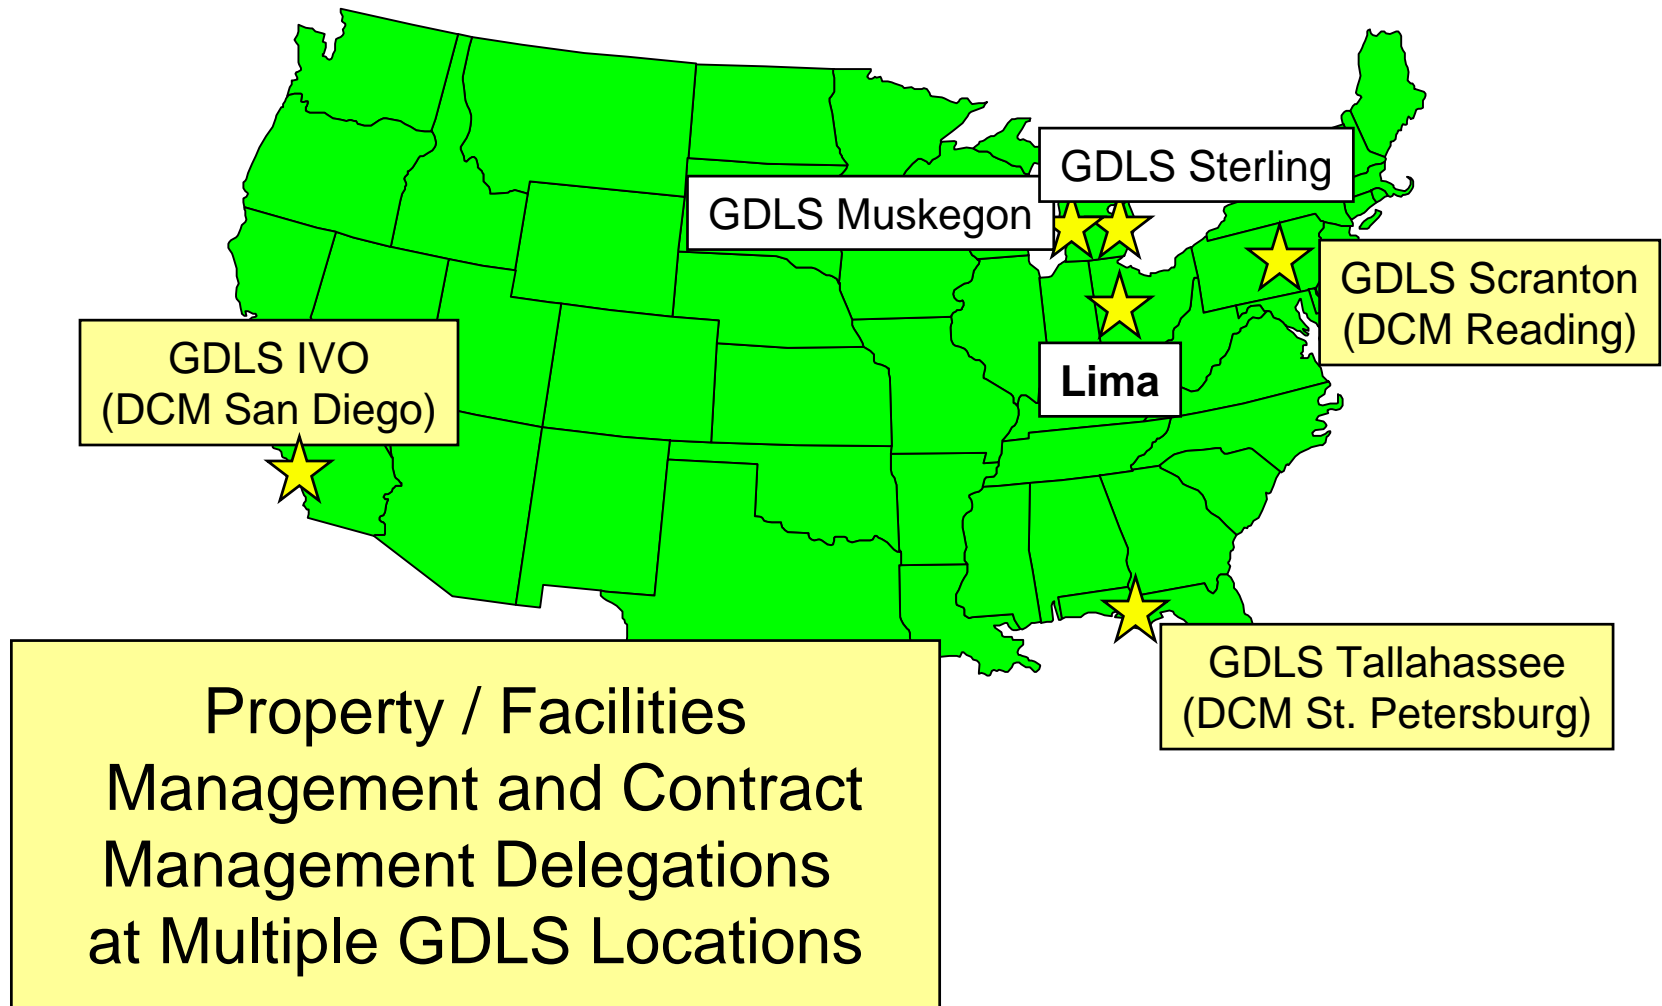 GDLS Sterling
GDLS Muskegon
GDLS Scranton
(DCM Reading)
GDLS IVO
(DCM San Diego)
Lima
GDLS Tallahassee
(DCM St. Petersburg)
Property / Facilities
Management and Contract
Management Delegations
at Multiple GDLS Locations